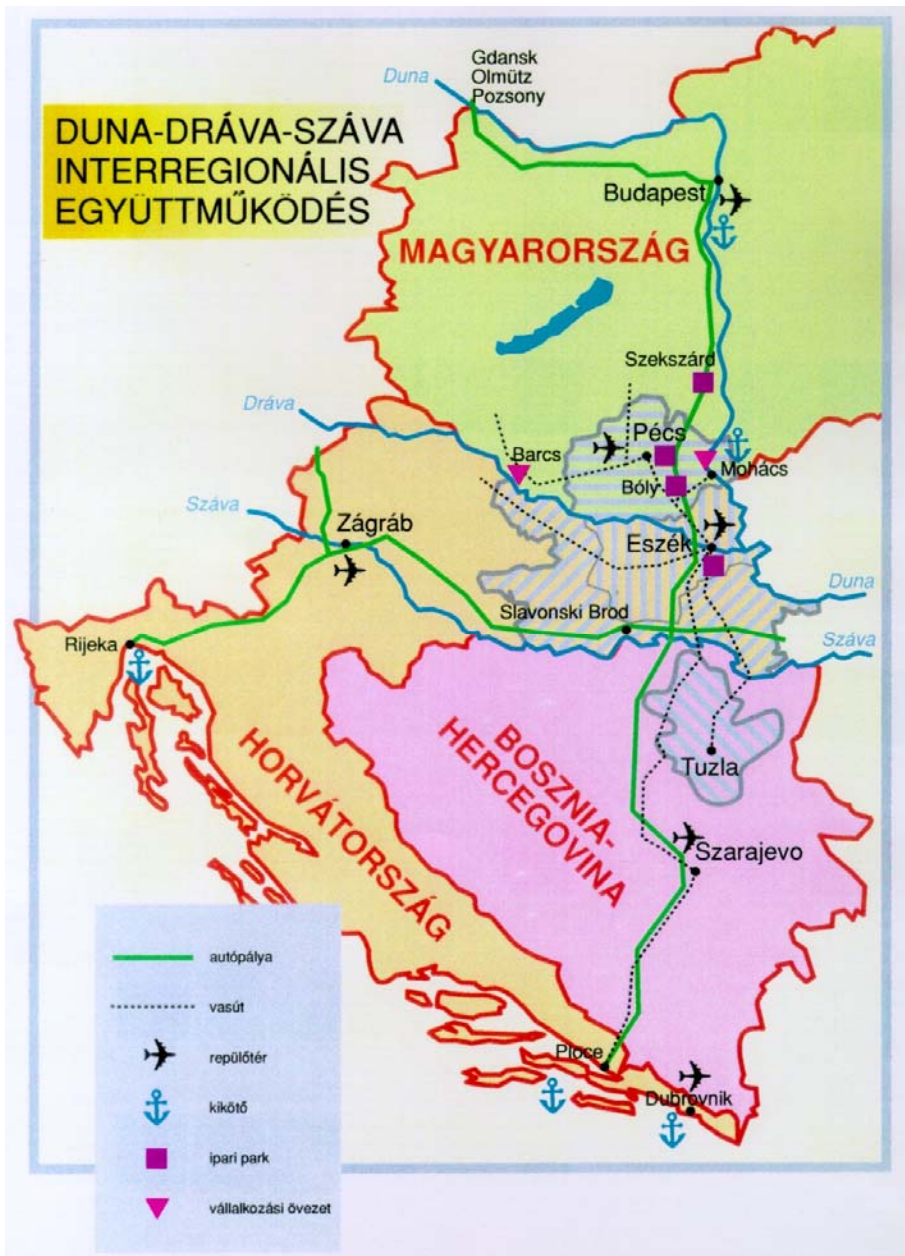 DUNA-DRÁVA-SZÁVA
INTERREGIONÁLIS
EGYÜTTMŰKÖDÉS
Duna
Gdansk
Olmütz
Pozsony
Budapest
MAGYARORSZÁG
Szekszárd
Dráva
Pécs
Barcs
Mohács
Bóly
Száva
Zágráb
Eszék
Duna
Slavonski Brod
Száva
Rijeka
BOSZNIA-
HERCEGOVINA
Tuzla
HORVÁTORSZÁG
Szarajevo
Ploce
Dubrovnik
autópálya
vasút
repülőtér
kikötő
ipari park
vállalkozási övezet